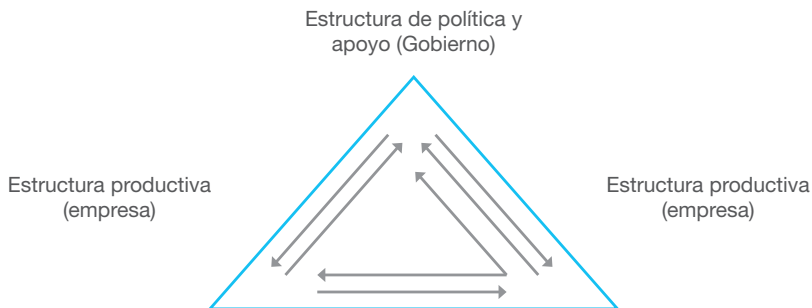 Estructura de política y
apoyo (Gobierno)
Estructura productiva
(empresa)
Estructura productiva
(empresa)